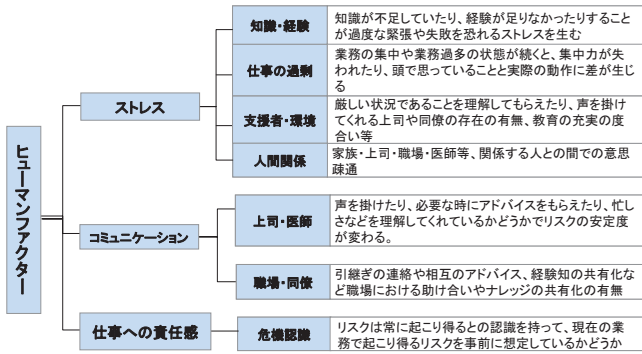 ヒューマンファクター
ストレス
知識・経験
知識が不足していたり、経験が足りなかったりすること
が過度な緊張や失敗を恐れるストレスを生む
仕事の過剰
業務の集中や業務過多の状態が続くと、集中力が失
われたり、頭で思っていることと実際の動作に差が生じ
る
支援者・環境
厳しい状況であることを理解してもらえたり、声を掛け
てくれる上司や同僚の存在の有無、教育の充実の度
合い等
人間関係
家族・上司・職場・医師等、関係する人との間での意思
疎通
コミュニケーション
上司・医師
声を掛けたり、必要な時にアドバイスをもらえたり、忙し
さなどを理解してくれているかどうかでリスクの安定度
が変わる。
職場・同僚
引継ぎの連絡や相互のアドバイス、経験知の共有化な
ど職場における助け合いやナレッジの共有化の有無
仕事への責任感
危機認識
リスクは常に起こり得るとの認識を持って、現在の業
務で起こり得るリスクを事前に想定しているかどうか